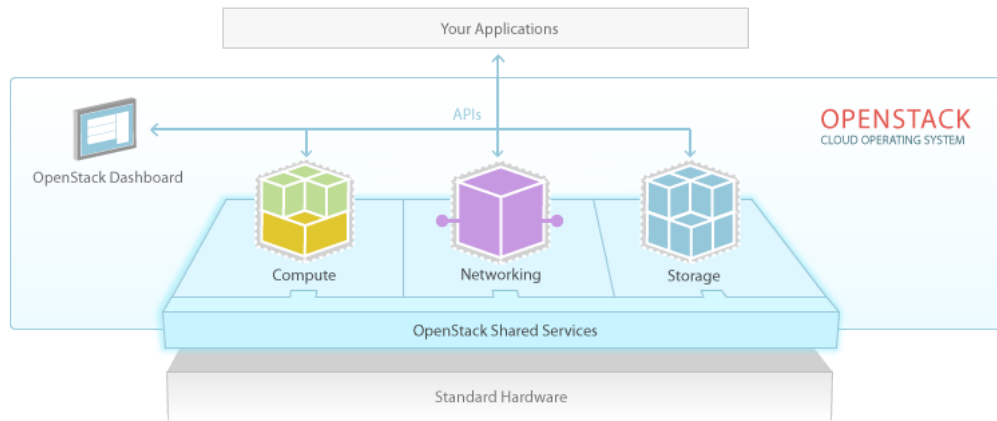 Your Applications
APIs
OPENSTACK
CLOUD OPERATING SYSTEM
OpenStack Dashboard
Compute
Networking
Storage
OpenStack Shared Services
Standard Hardware